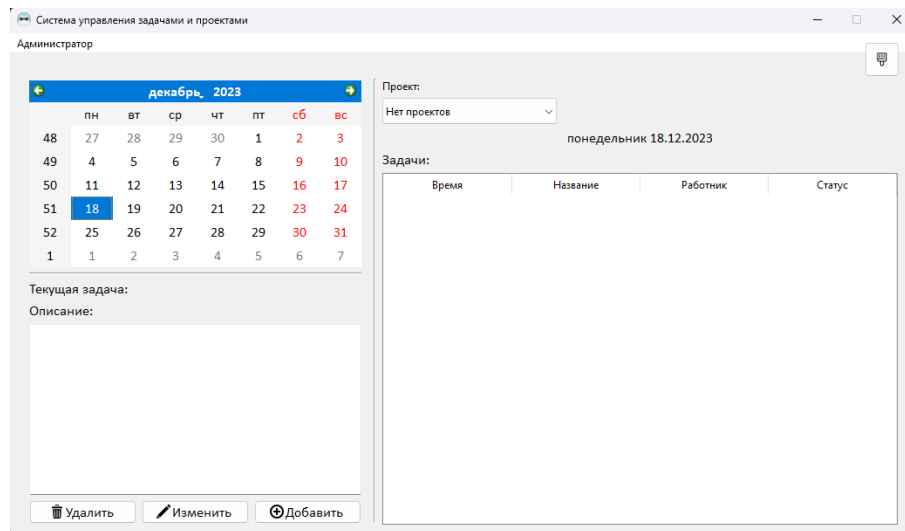 Система управления задачами и проектами
Администратор
декабрь, 2023
пн вт ср чт пт сб вс
48 27 28 29 30 1 2 3
49 4 5 6 7 8 9 10
50 11 12 13 14 15 16 17
51 18 19 20 21 22 23 24
52 25 26 27 28 29 30 31
1 1 2 3 4 5 6 7
Текущая задача:
Описание:
Удалить Изменить Добавить
Проект:
Нет проектов
понедельник 18.12.2023
Задачи:
Время Название Работник Статус